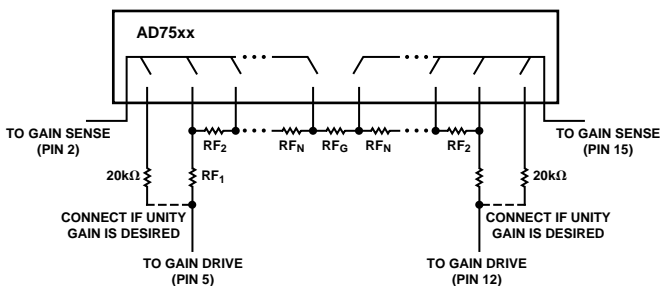 AD75xx
TO GAIN SENSE
(PIN 2)
RF2
RFN
RFG
RFN
RF2
TO GAIN SENSE
(PIN 15)
20kΩ
RF1
20kΩ
CONNECT IF UNITY
GAIN IS DESIRED
CONNECT IF UNITY
GAIN IS DESIRED
TO GAIN DRIVE
(PIN 5)
TO GAIN DRIVE
(PIN 12)